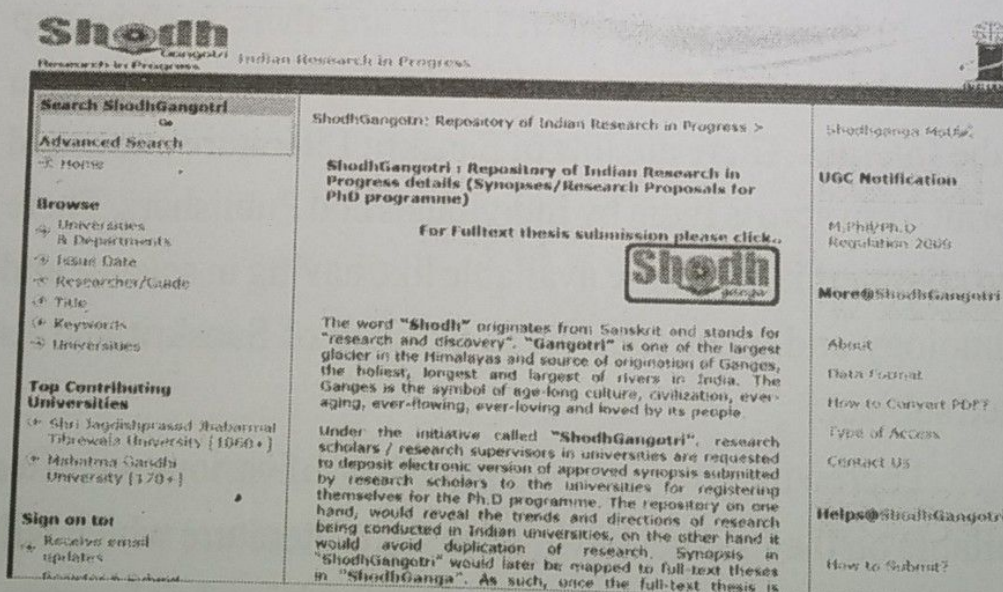 Shodh
Gangotri
Research in Progress
Indian Research in Progress
Search ShodhGangotri
Go
Advanced Search
Home
Browse
Universities
& Departments
Issue Date
Researcher/Guide
Title
Keywords
Universities
Top Contributing
Universities
Shri Jagdishprasad Jhabarmal
Tibrewala University [1060+]
Mahatma Gandhi
University [170+]
Sign on to:
Receive email
updates
ShodhGangotri: Repository of Indian Research in Progress >
ShodhGangotri : Repository of Indian Research in
Progress details (Synopses/Research Proposals for
PhD programme)
For Fulltext thesis submission please click..
Shodh
ganga
The word "Shodh" originates from Sanskrit and stands for
"research and discovery". "Gangotri" is one of the largest
glacier in the Himalayas and source of origination of Ganges,
the holiest, longest and largest of rivers in India. The
Ganges is the symbol of age-long culture, civilization, ever-
aging, ever-flowing, ever-loving and loved by its people.
Under the initiative called "ShodhGangotri", research
scholars / research supervisors in universities are requested
to deposit electronic version of approved synopsis submitted
by research scholars to the universities for registering
themselves for the Ph.D programme. The repository on one
hand, would reveal the trends and directions of research
being conducted in Indian universities, on the other hand it
would avoid duplication of research. Synopsis in
"ShodhGangotri" would later be mapped to full-text theses
in "ShodhGanga". As such, once the full-text thesis is
Shodhganga
UGC Notification
M.Phil/Ph.D
Regulation 2009
More@ShodhGangotri
About
Data Format
How to Convert PDF?
Type of Access
Contact Us
Helps@ShodhGangotri
How to Submit?